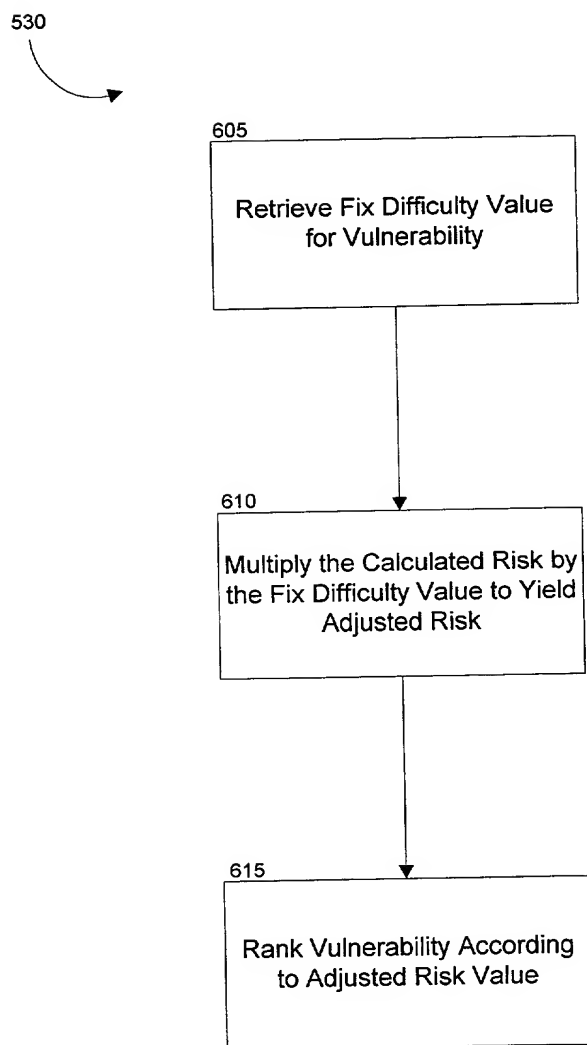 530
605
Retrieve Fix Difficulty Value
for Vulnerability
610
Multiply the Calculated Risk by
the Fix Difficulty Value to Yield
Adjusted Risk
615
Rank Vulnerability According
to Adjusted Risk Value